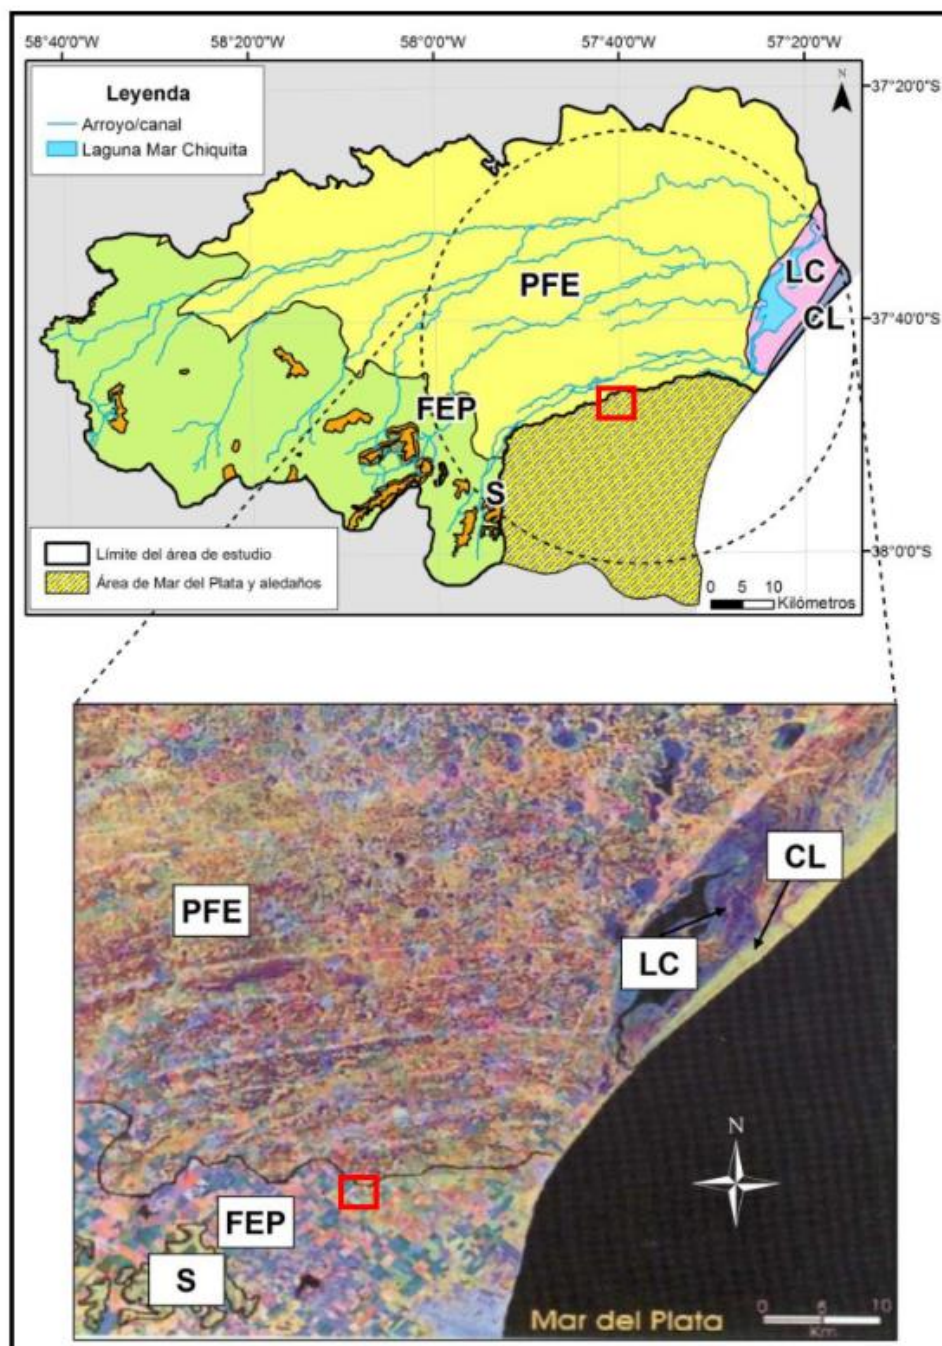 58°40'0"W 58°20'0"W 58°0'0"W 57°40'0"W 57°20'0"W
Leyenda
Arroyo/canal
Laguna Mar Chiquita
N
37°20'0"S
PFE
LC
CL
37°40'0"S
FEP
S
38°0'0"S
Límite del área de estudio
Área de Mar del Plata y aledaños
0 5 10
Kilómetros
CL
PFE
LC
N
FEP
S
Mar del Plata
0 6 10
Km